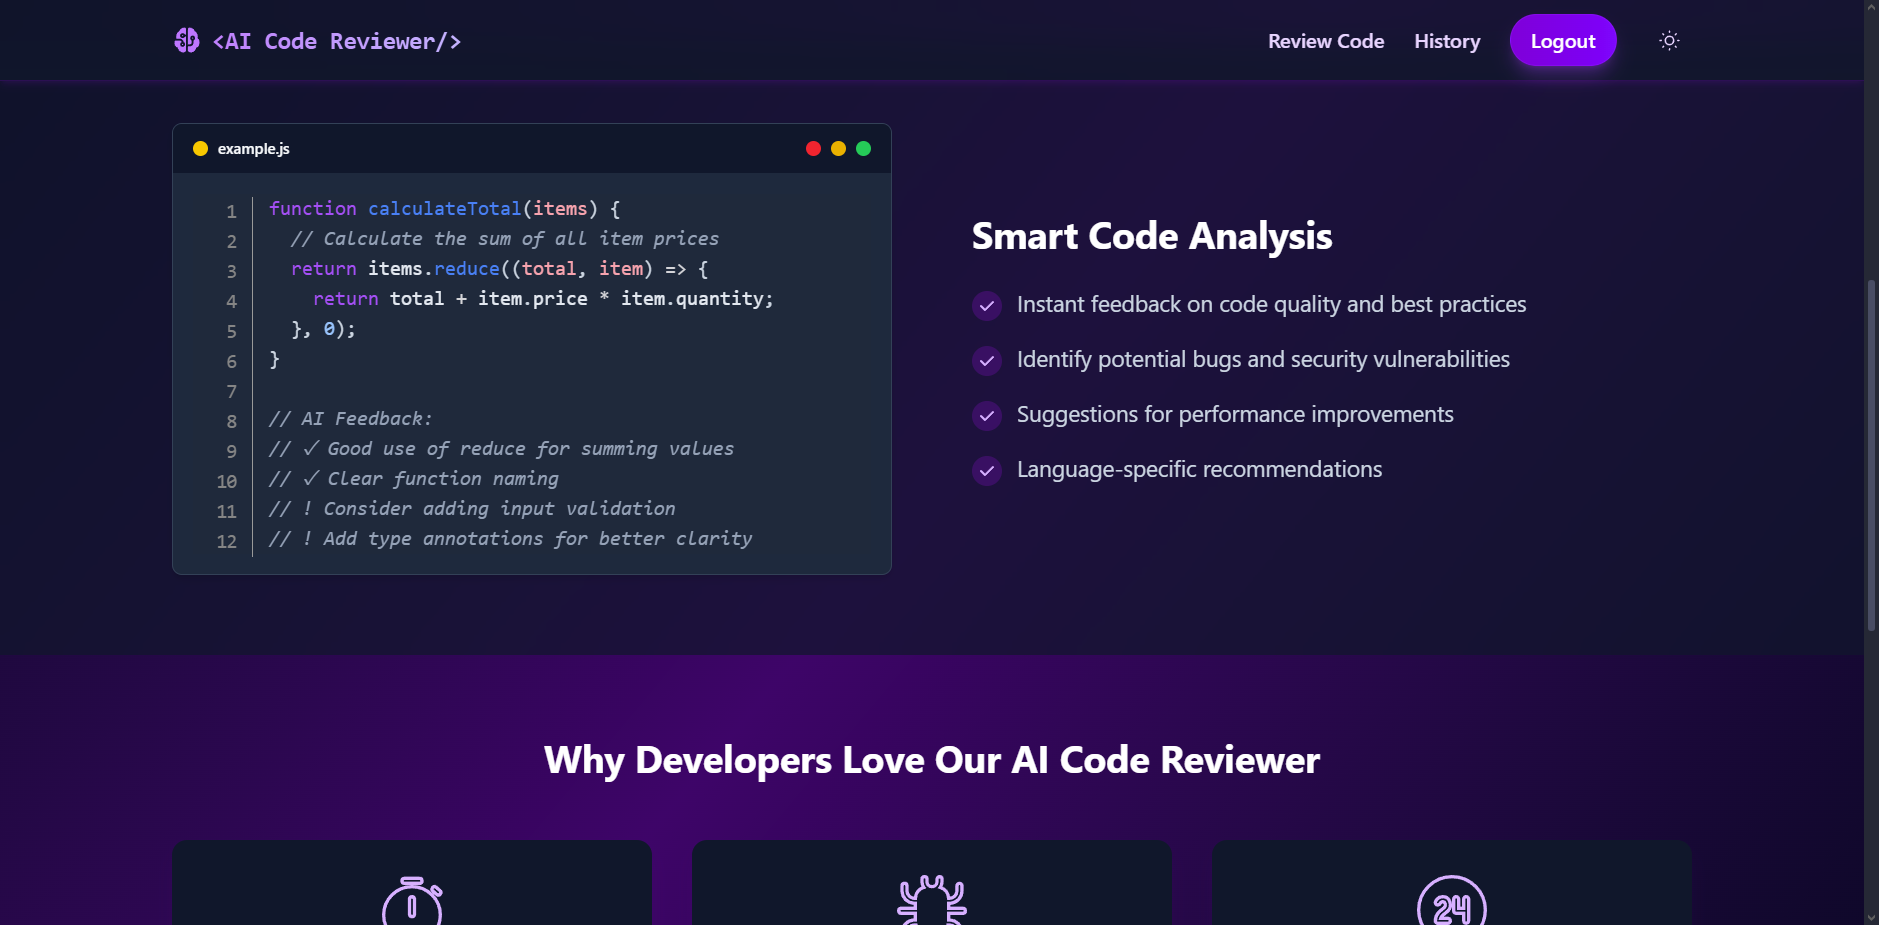 <AI Code Reviewer/>
Review Code
History
Logout
example.js
1 function calculateTotal(items) {
2   // Calculate the sum of all item prices
3   return items.reduce((total, item) => {
4     return total + item.price * item.quantity;
5   }, 0);
6 }
7
8 // AI Feedback:
9 // ✓ Good use of reduce for summing values
10 // ✓ Clear function naming
11 // ! Consider adding input validation
12 // ! Add type annotations for better clarity
Smart Code Analysis
Instant feedback on code quality and best practices
Identify potential bugs and security vulnerabilities
Suggestions for performance improvements
Language-specific recommendations
Why Developers Love Our AI Code Reviewer
24